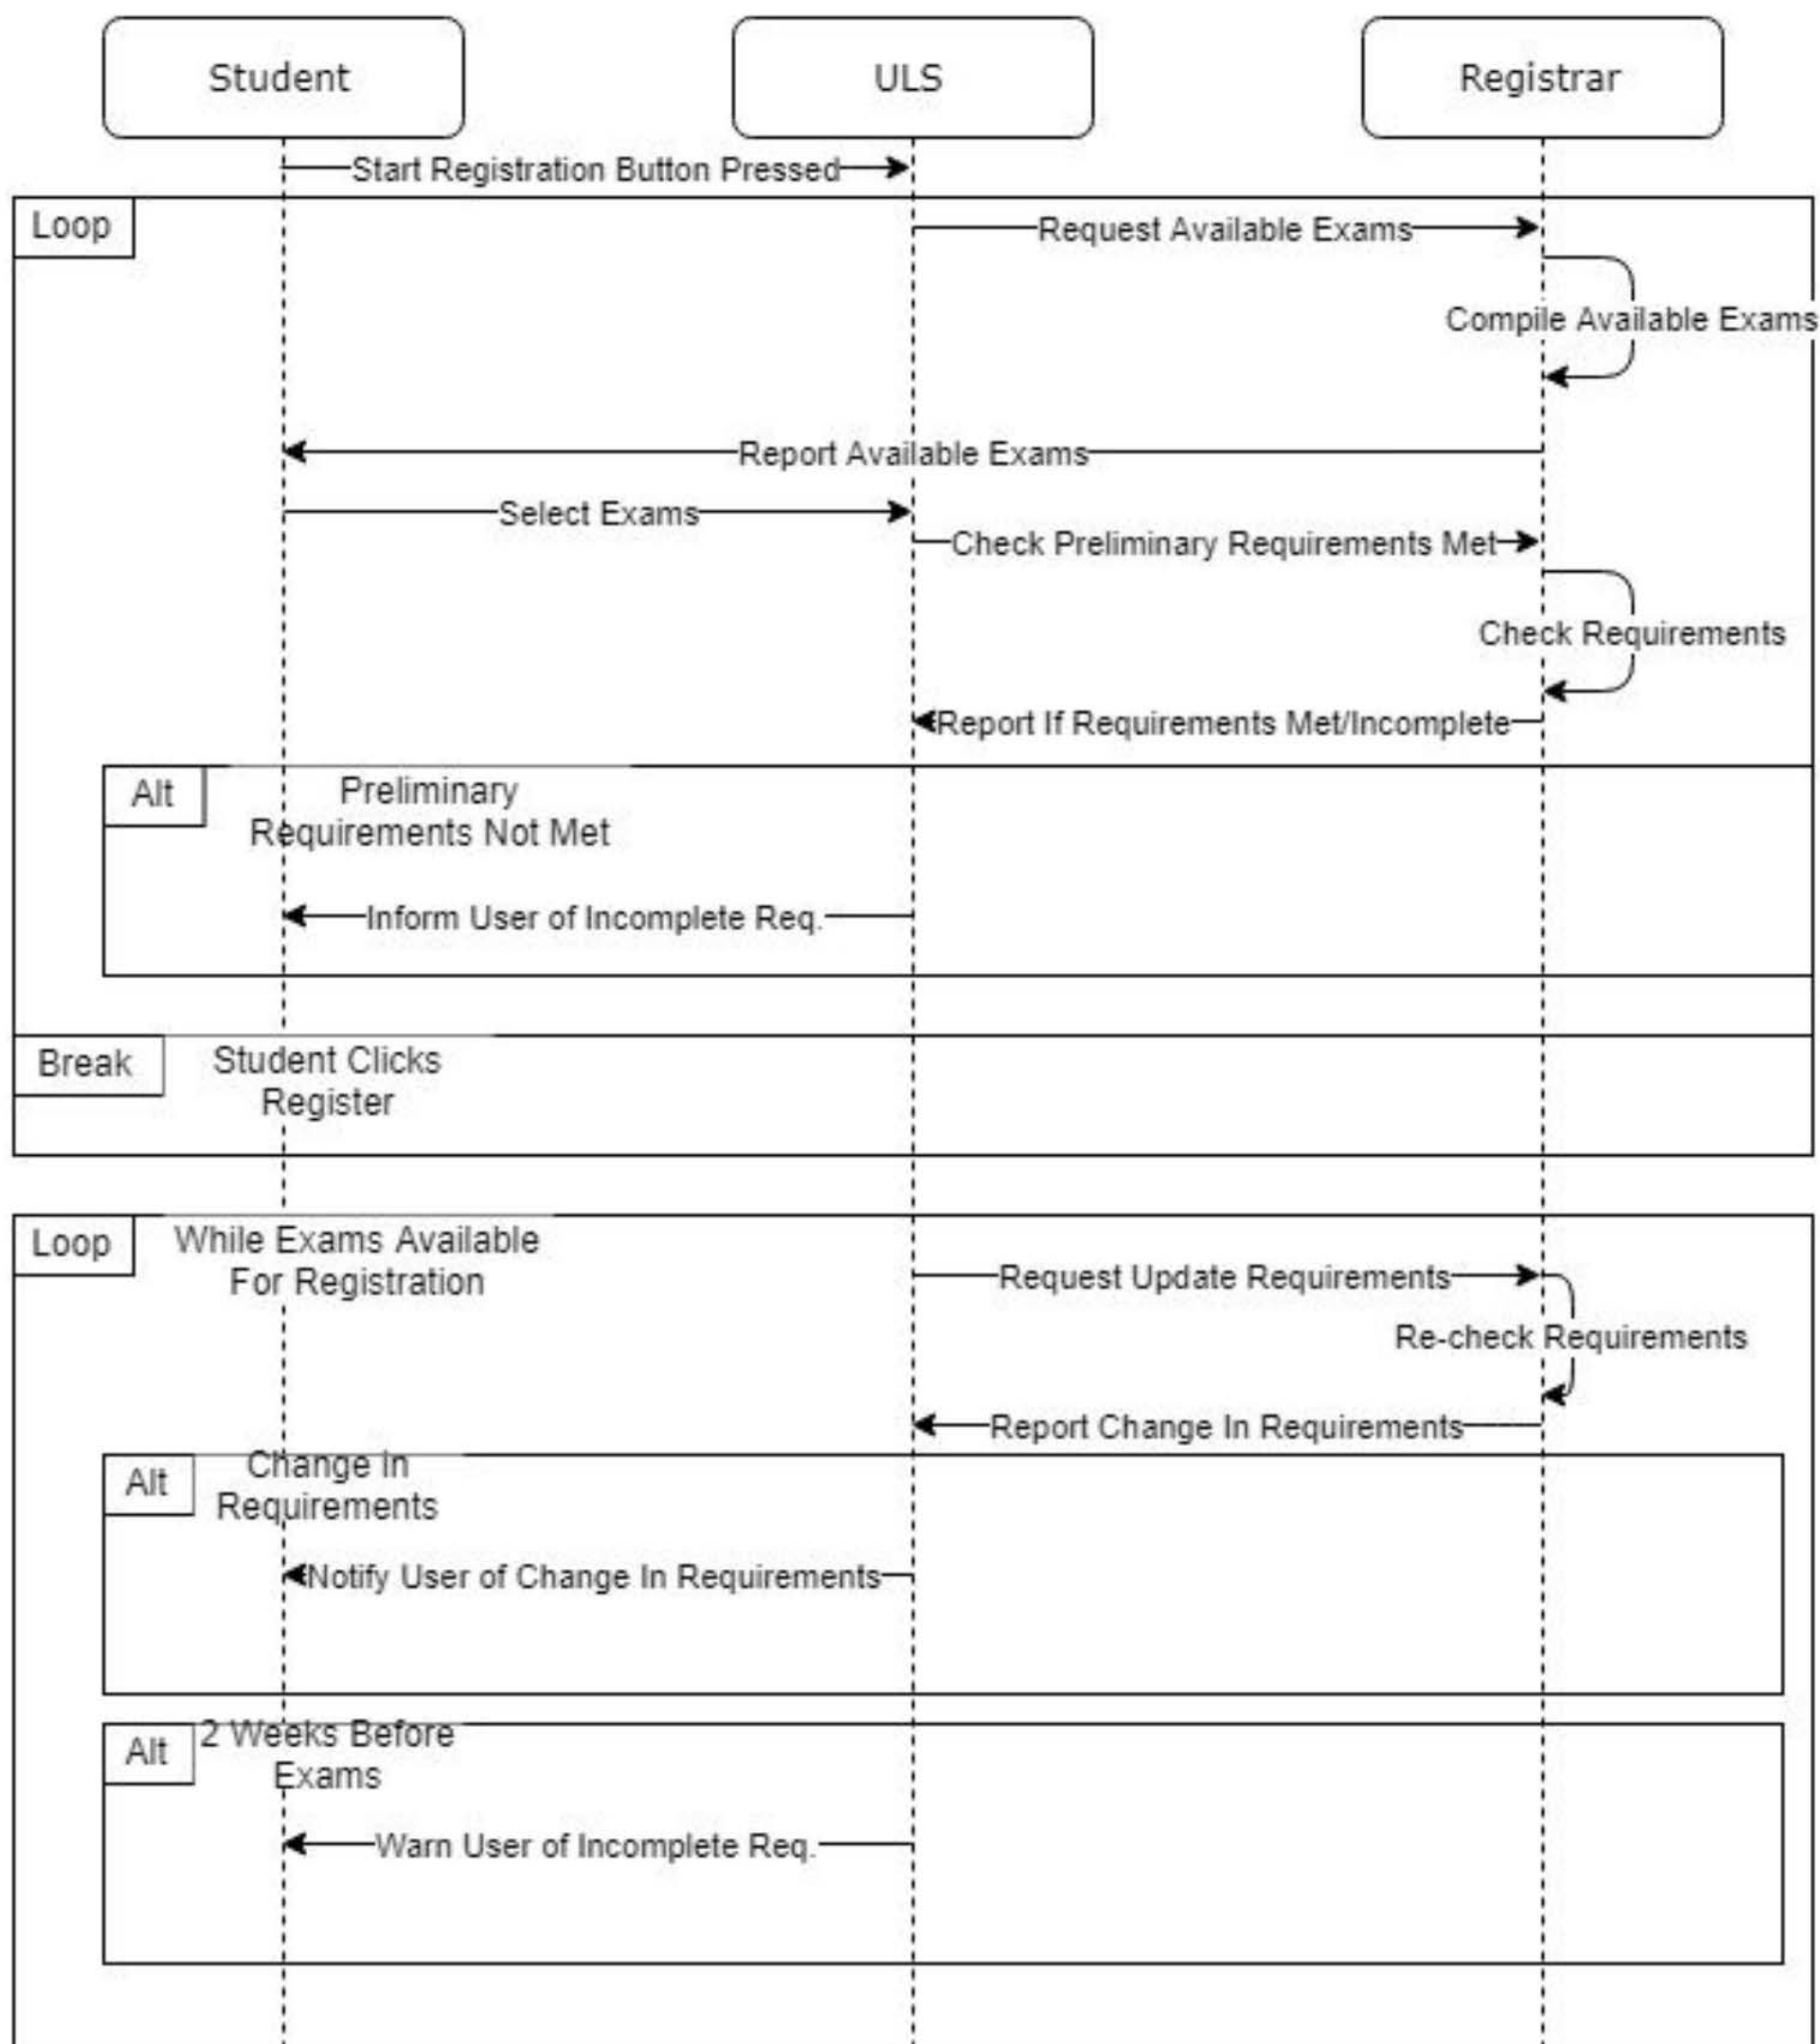 Student
ULS
Registrar
Start Registration Button Pressed
Loop
Request Available Exams
Compile Available Exams
Report Available Exams
Select Exams
Check Preliminary Requirements Met
Check Requirements
Report If Requirements Met/Incomplete
Alt
Preliminary
Requirements Not Met
Inform User of Incomplete Req.
Break
Student Clicks
Register
Loop
While Exams Available
For Registration
Request Update Requirements
Re-check Requirements
Report Change In Requirements
Alt
Change In
Requirements
Notify User of Change In Requirements
Alt
2 Weeks Before
Exams
Warn User of Incomplete Req.